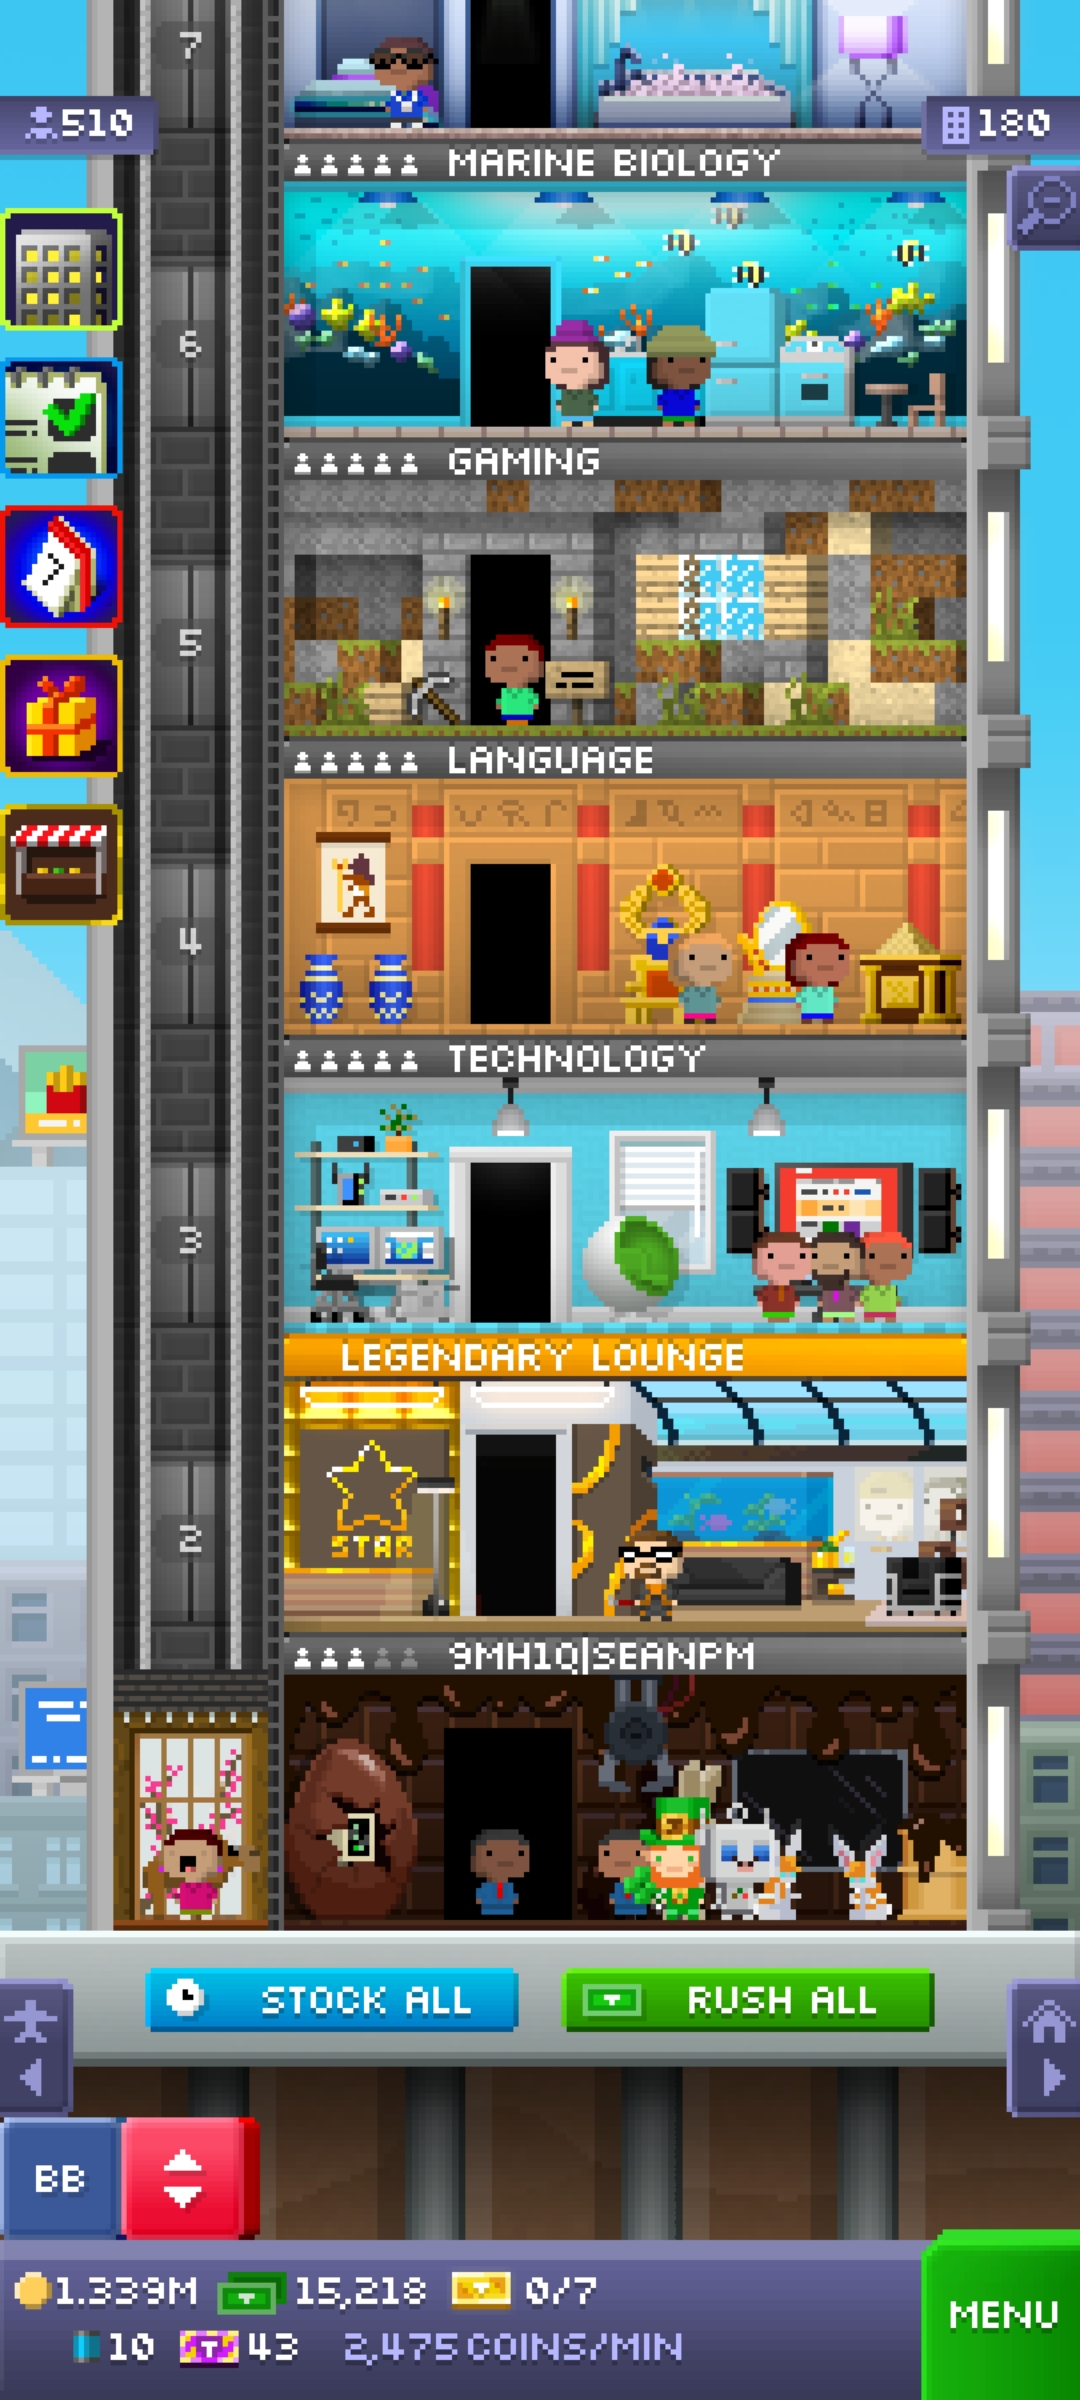 7
510
180
MARINE BIOLOGY
6
GAMING
5
LANGUAGE
4
TECHNOLOGY
3
LEGENDARY LOUNGE
STAR
2
9MH1Q|SEANPM
STOCK ALL
RUSH ALL
BB
1.339M 15,218 0/7
10 43 2,475 COINS/MIN
MENU